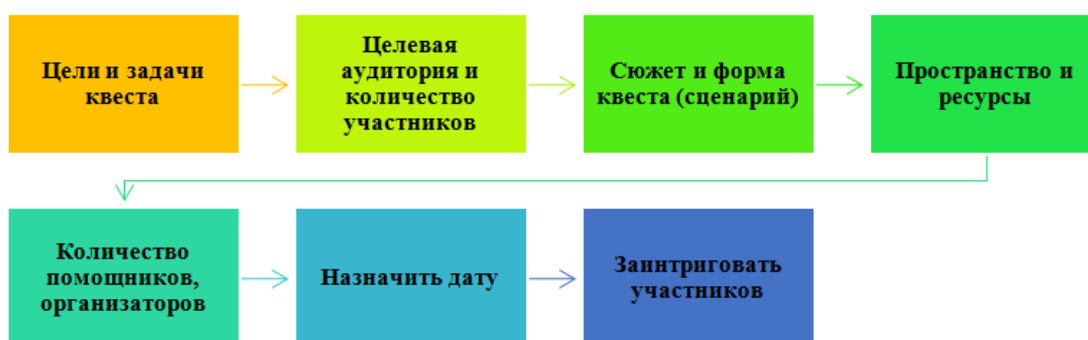 Цели и задачи
квеста
Целевая
аудитория и
количество
участников
Сюжет и форма
квеста (сценарий)
Пространство и
ресурсы
Количество
помощников,
организаторов
Назначить дату
Заинтриговать
участников